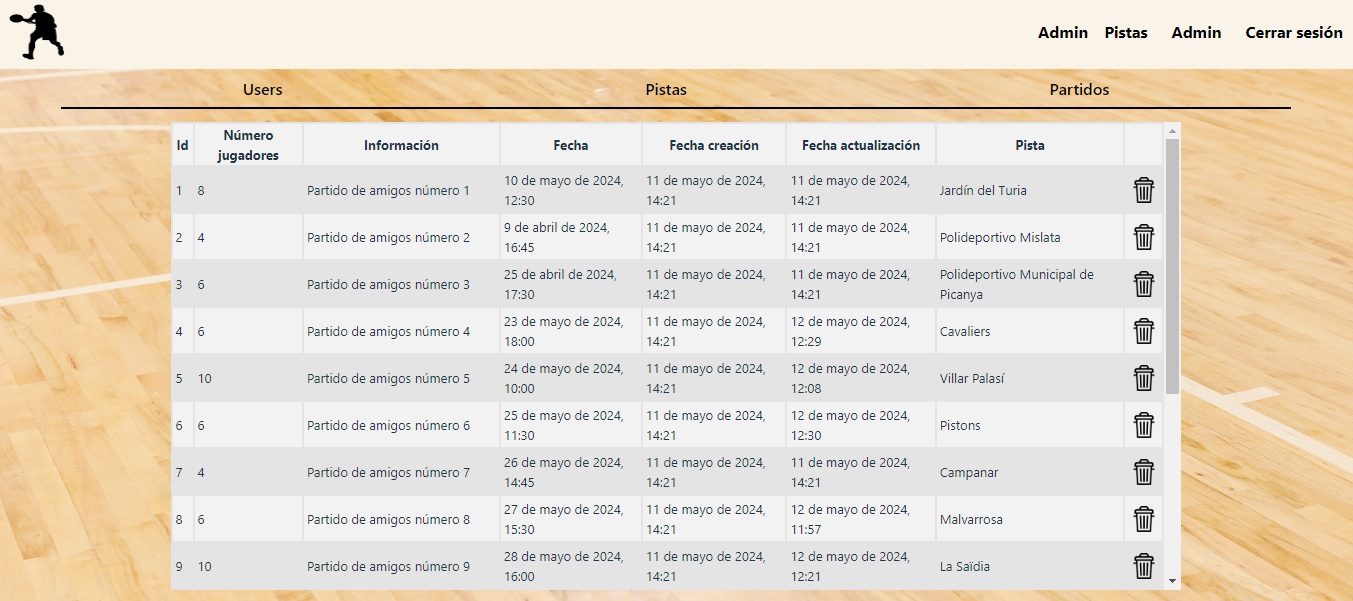 Admin Pistas Admin Cerrar sesión
Users Pistas Partidos
Id Número jugadores Información Fecha Fecha creación Fecha actualización Pista
1 8 Partido de amigos número 1 10 de mayo de 2024, 12:30 11 de mayo de 2024, 14:21 11 de mayo de 2024, 14:21 Jardín del Turia
2 4 Partido de amigos número 2 9 de abril de 2024, 16:45 11 de mayo de 2024, 14:21 11 de mayo de 2024, 14:21 Polideportivo Mislata
3 6 Partido de amigos número 3 25 de abril de 2024, 17:30 11 de mayo de 2024, 14:21 11 de mayo de 2024, 14:21 Polideportivo Municipal de Picanya
4 6 Partido de amigos número 4 23 de mayo de 2024, 18:00 11 de mayo de 2024, 14:21 12 de mayo de 2024, 12:29 Cavaliers
5 10 Partido de amigos número 5 24 de mayo de 2024, 10:00 11 de mayo de 2024, 14:21 12 de mayo de 2024, 12:08 Villar Palasí
6 6 Partido de amigos número 6 25 de mayo de 2024, 11:30 11 de mayo de 2024, 14:21 12 de mayo de 2024, 12:30 Pistons
7 4 Partido de amigos número 7 26 de mayo de 2024, 14:45 11 de mayo de 2024, 14:21 11 de mayo de 2024, 14:21 Campanar
8 6 Partido de amigos número 8 27 de mayo de 2024, 15:30 11 de mayo de 2024, 14:21 12 de mayo de 2024, 11:57 Malvarrosa
9 10 Partido de amigos número 9 28 de mayo de 2024, 16:00 11 de mayo de 2024, 14:21 12 de mayo de 2024, 12:21 La Saïdia